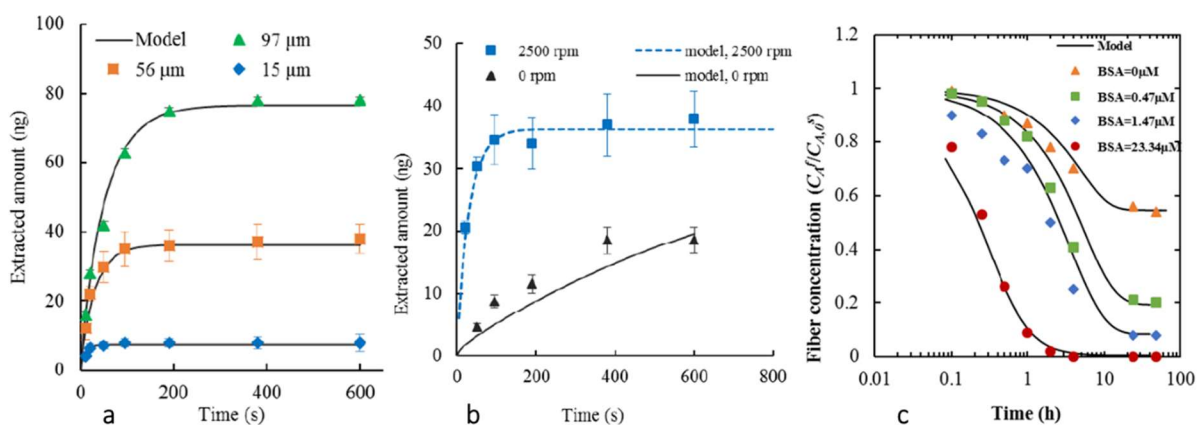 100
80
60
40
20
0
Extracted amount (ng)
Model
97 µm
56 µm
15 µm
0
200
400
600
Time (s)
a
50
40
30
20
10
0
Extracted amount (ng)
2500 rpm
model, 2500 rpm
0 rpm
model, 0 rpm
0
200
400
600
800
Time (s)
b
1.2
1
0.8
0.6
0.4
0.2
0
Fiber concentration
Model
BSA=0µM
BSA=0.47µM
BSA=1.47µM
BSA=23.34µM
0.01
0.1
1
10
100
Time (h)
c